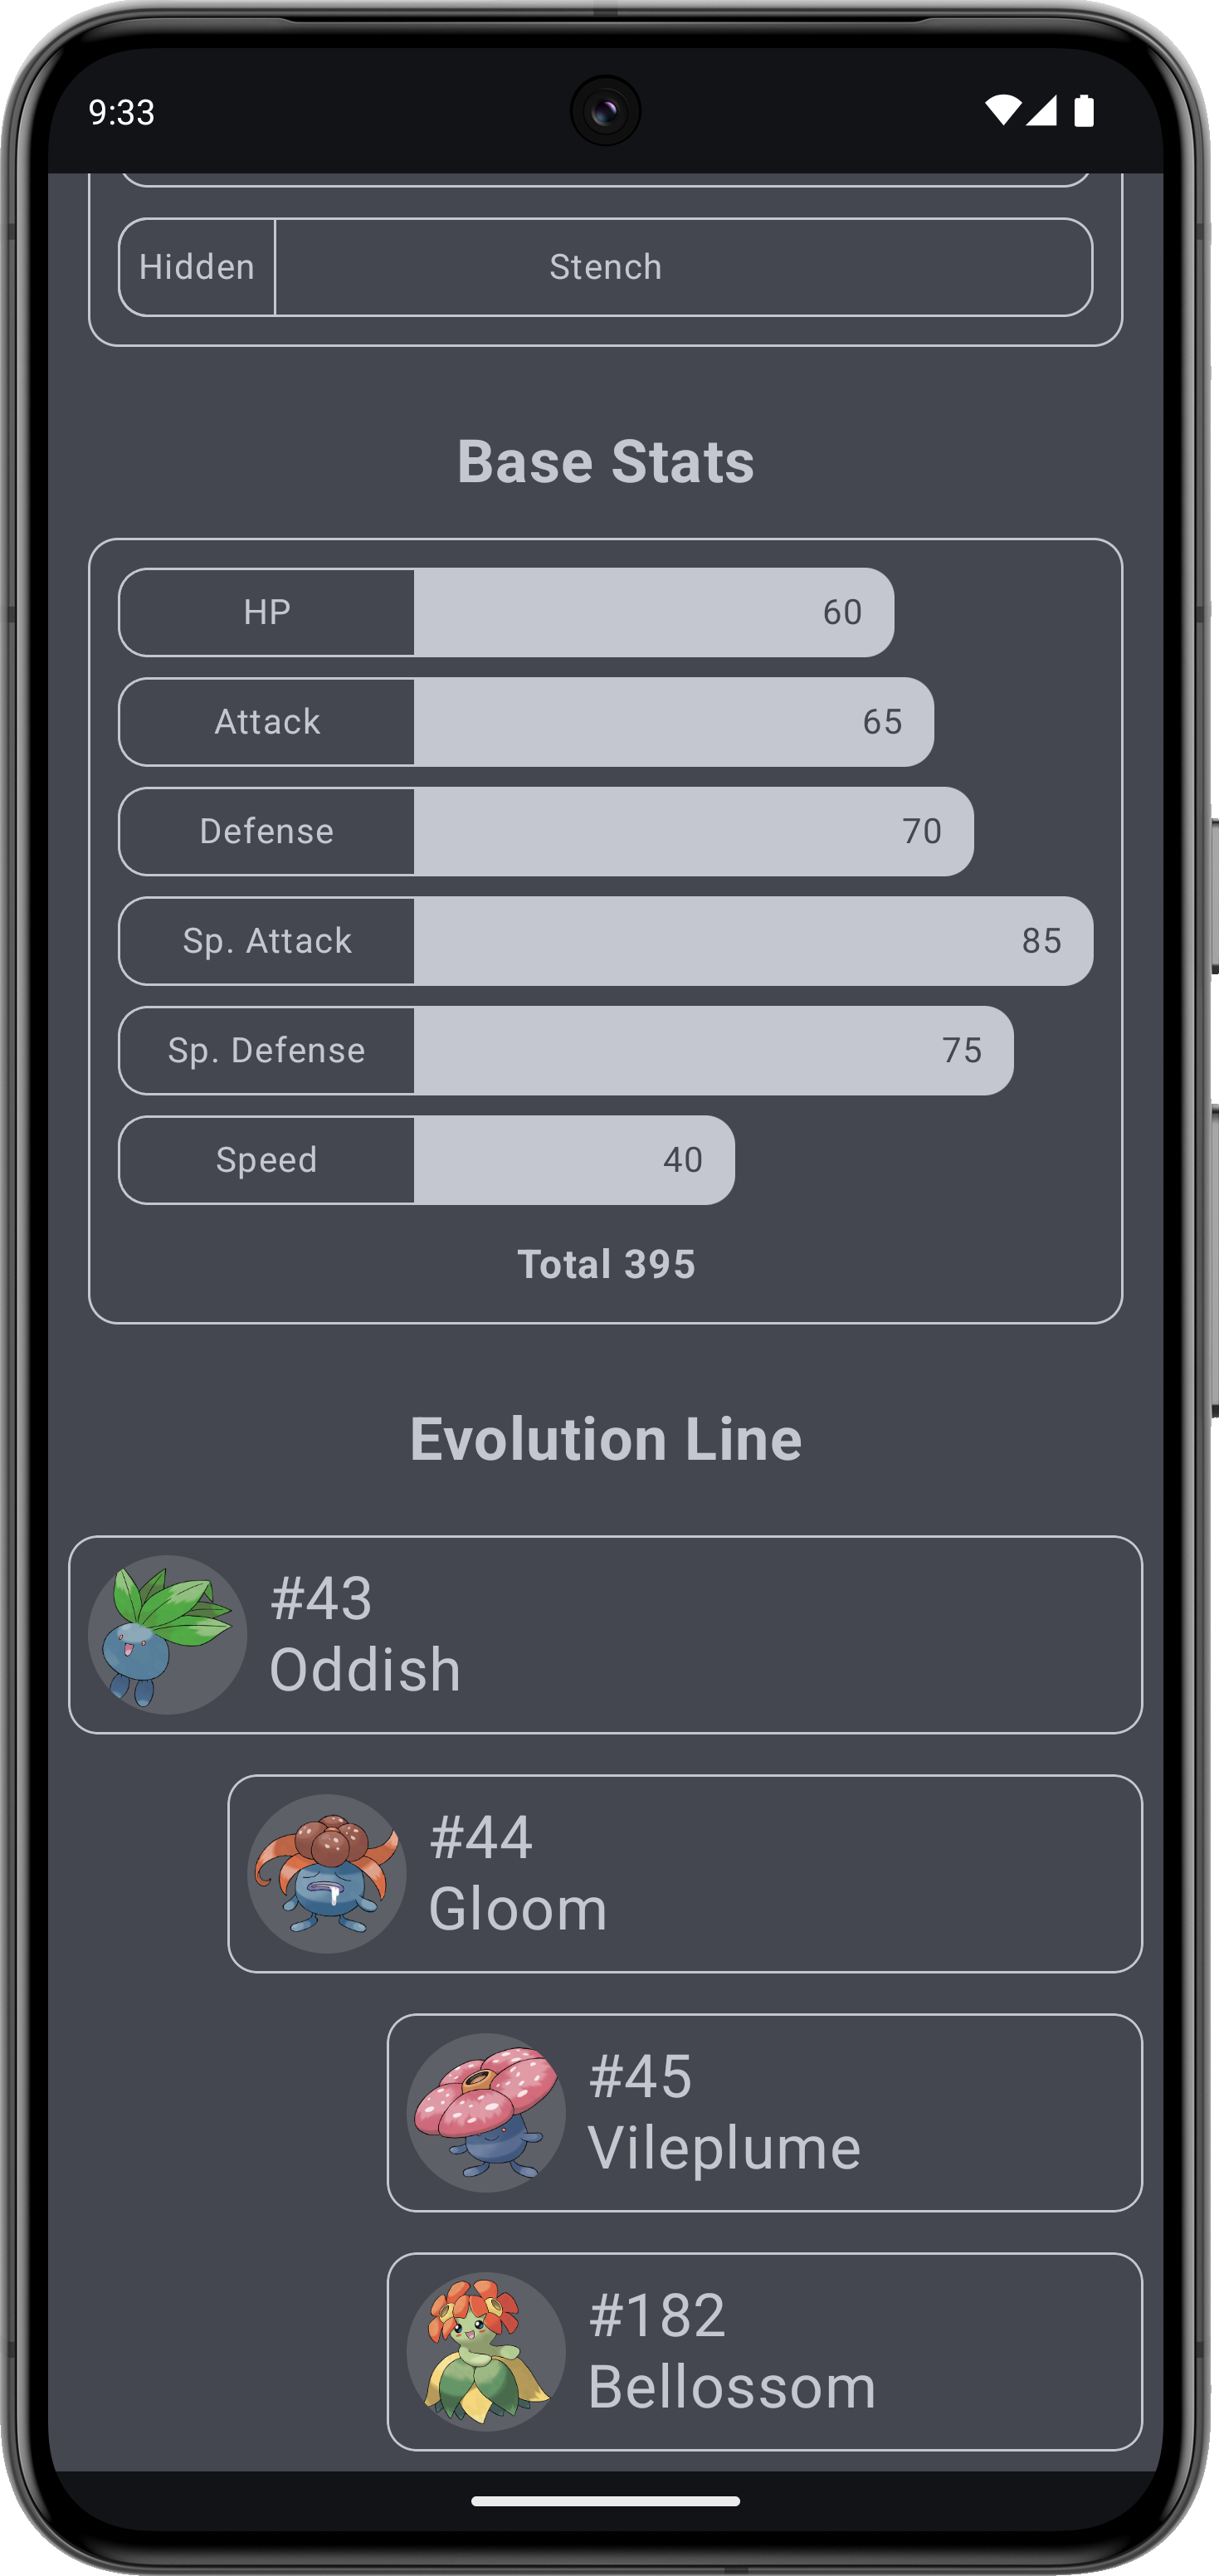 9:33
Hidden Stench
Base Stats
HP 60
Attack 65
Defense 70
Sp. Attack 85
Sp. Defense 75
Speed 40
Total 395
Evolution Line
#43
Oddish
#44
Gloom
#45
Vileplume
#182
Bellossom